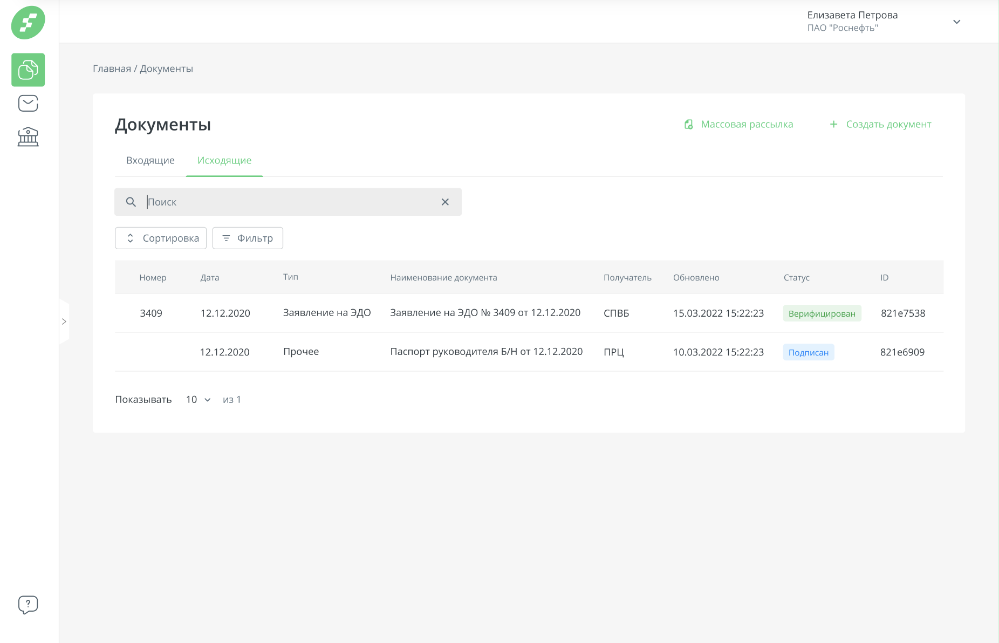 Елизавета Петрова
ПАО "Роснефть"
Главная / Документы
Документы
Массовая рассылка
+ Создать документ
Входящие Исходящие
Поиск
Сортировка Фильтр
Номер Дата Тип Наименование документа Получатель Обновлено Статус ID
3409 12.12.2020 Заявление на ЭДО Заявление на ЭДО № 3409 от 12.12.2020 СПВБ 15.03.2022 15:22:23 Верифицирован 821e7538
12.12.2020 Прочее Паспорт руководителя Б/Н от 12.12.2020 ПРЦ 10.03.2022 15:22:23 Подписан 821e6909
Показывать 10 из 1